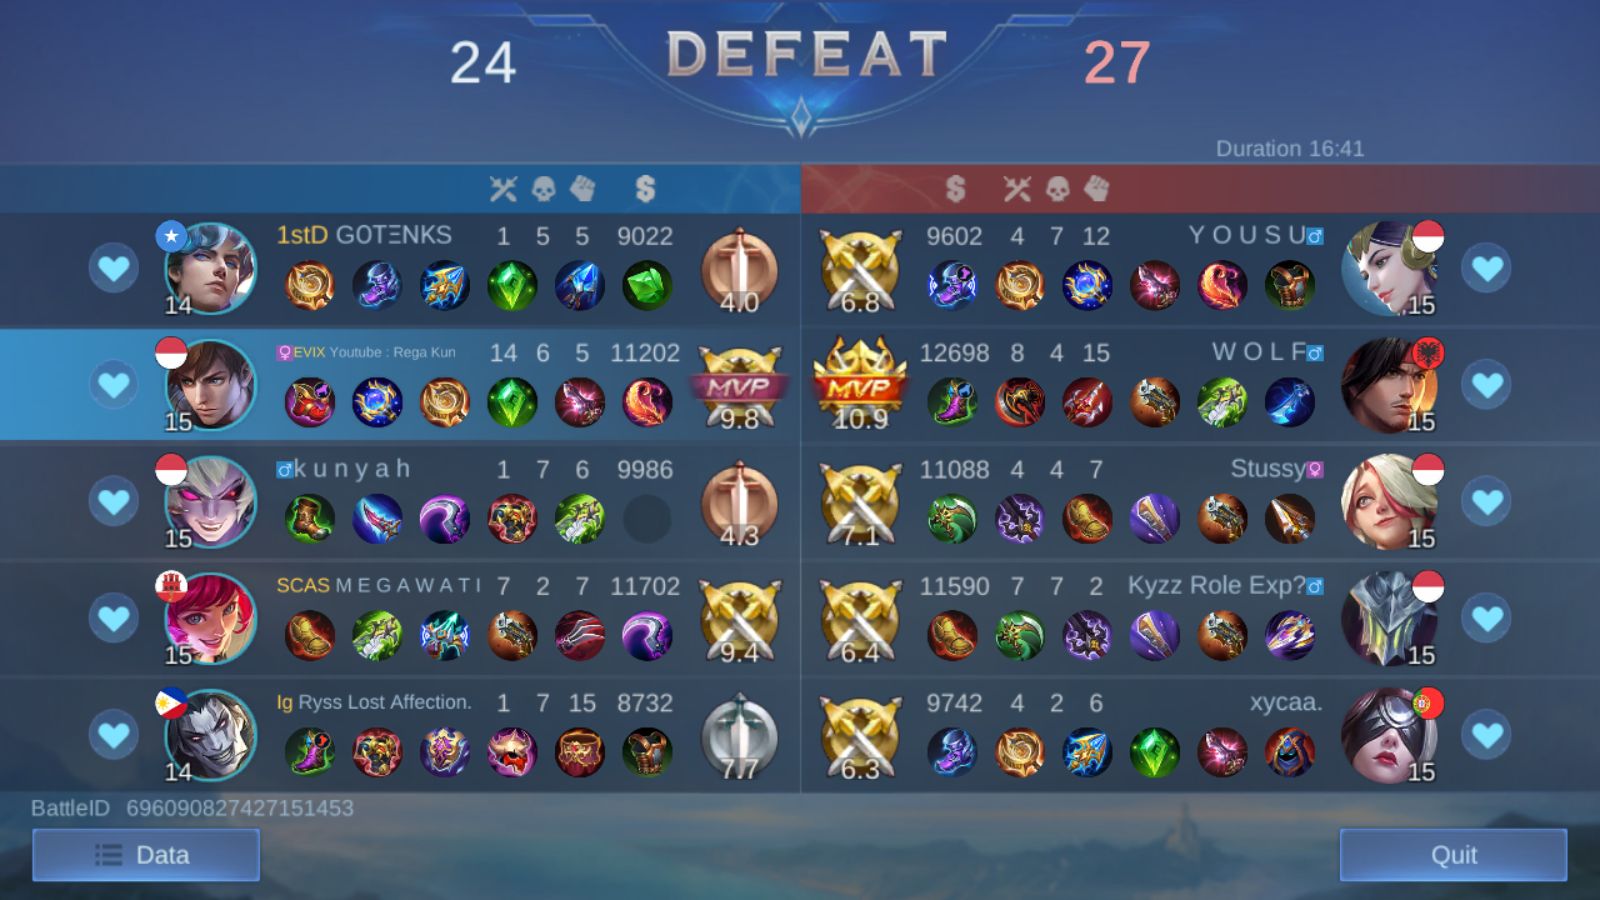 24 DEFEAT 27
Duration 16:41
1stD GOTΞNKS 1 5 5 9022
14 4.0
9602 4 7 12 Y O U S U♂
6.8 15
♀EVIX Youtube : Rega Kun 14 6 5 11202
15 MVP 9.8
12698 8 4 15 W O L F♂
MVP 10.9 15
♂k u n y a h 1 7 6 9986
15 4.3
11088 4 4 7 Stussy♀
7.1 15
SCAS M E G A W A T I 7 2 7 11702
15 9.4
11590 7 7 2 Kyzz Role Exp?♂
6.4 15
Ig Ryss Lost Affection. 1 7 15 8732
14 7.7
9742 4 2 6 xycaa.
6.3 15
BattleID 696090827427151453
Data Quit